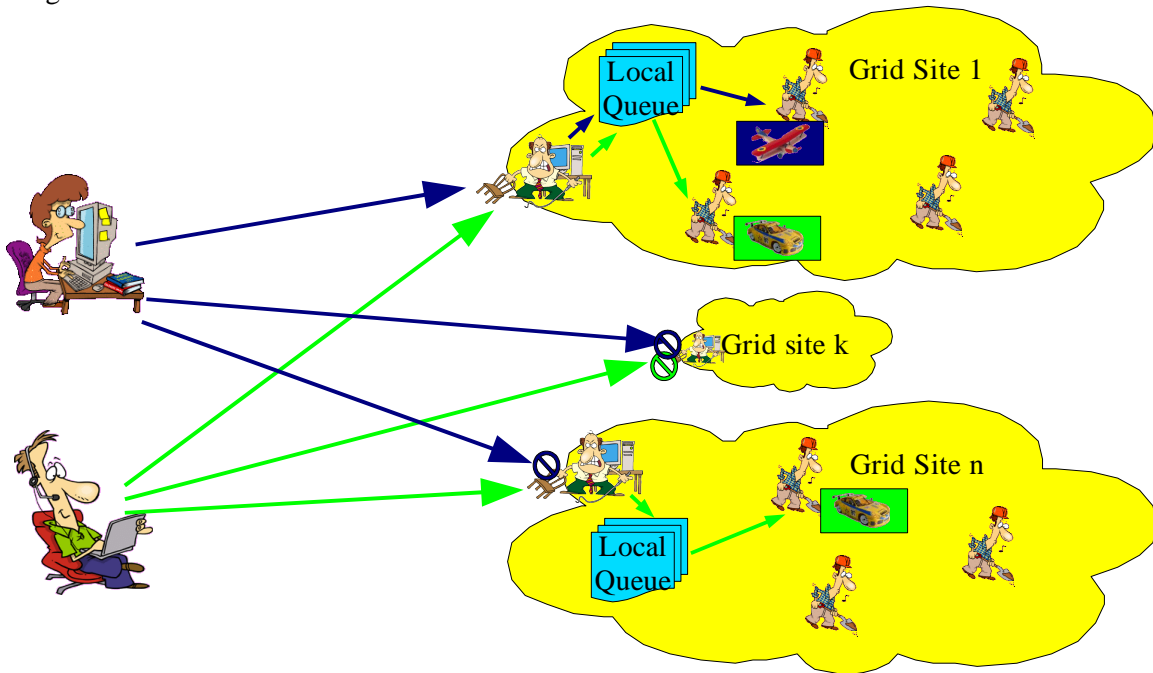 Local
Queue
Grid Site 1
Grid site k
Grid Site n
Local
Queue